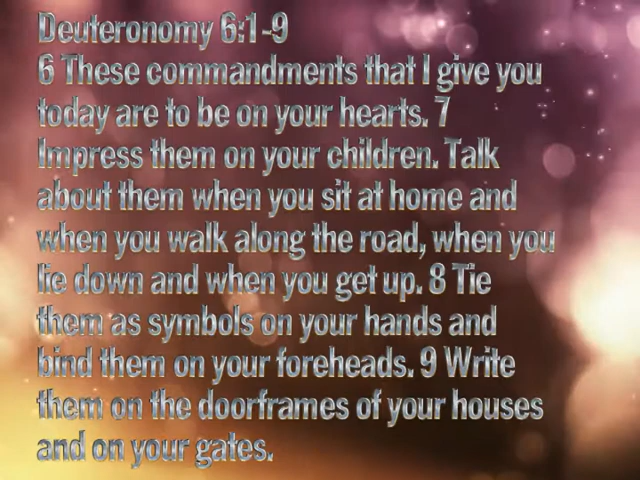 Deuteronomy 6:1-9
6 These commandments that I give you
today are to be on your hearts. 7
Impress them on your children. Talk
about them when you sit at home and
when you walk along the road, when you
lie down and when you get up. 8 Tie
them as symbols on your hands and
bind them on your foreheads. 9 Write
them on the doorframes of your houses
and on your gates.